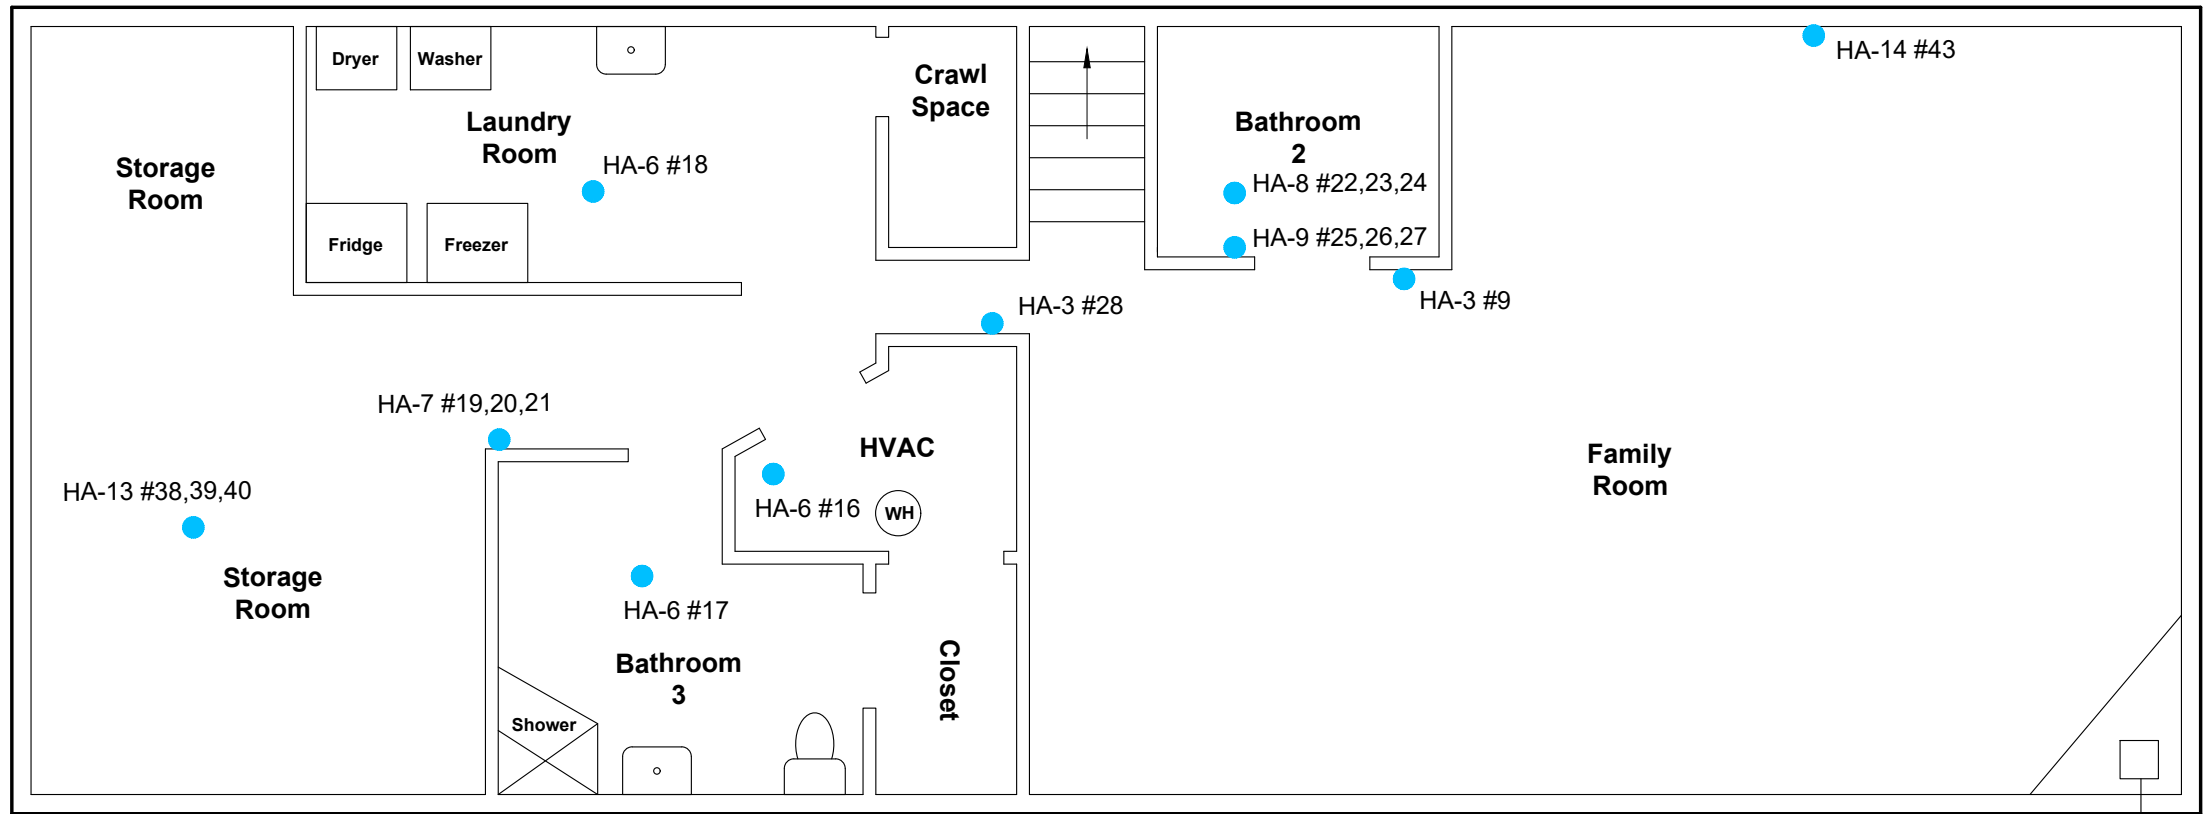 Dryer
Washer
HA-14 #43
Crawl
Space
Laundry
Room
Bathroom
2
Storage
Room
HA-6 #18
HA-8 #22,23,24
HA-9 #25,26,27
Fridge
Freezer
HA-3 #28
HA-3 #9
HA-7 #19,20,21
HVAC
Family
Room
HA-13 #38,39,40
HA-6 #16
WH
Storage
Room
HA-6 #17
Bathroom
3
Closet
Shower